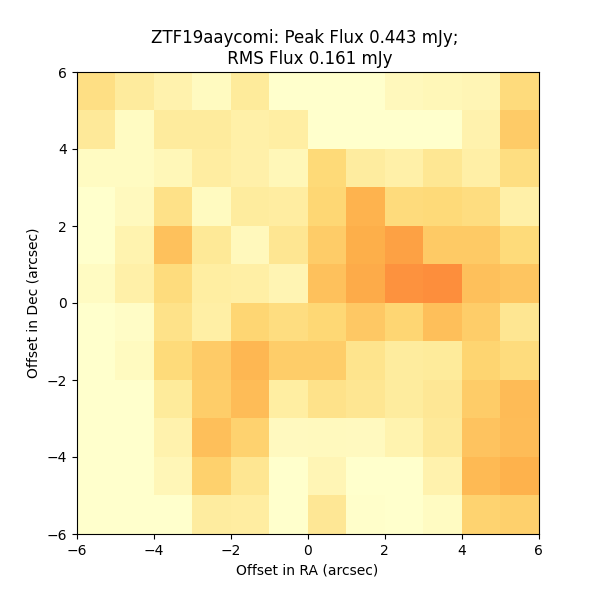 ZTF19aaycomi: Peak Flux 0.443 mJy;
RMS Flux 0.161 mJy
6
4
2
0
−2
−4
−6
Offset in Dec (arcsec)
−6 −4 −2 0 2 4 6
Offset in RA (arcsec)